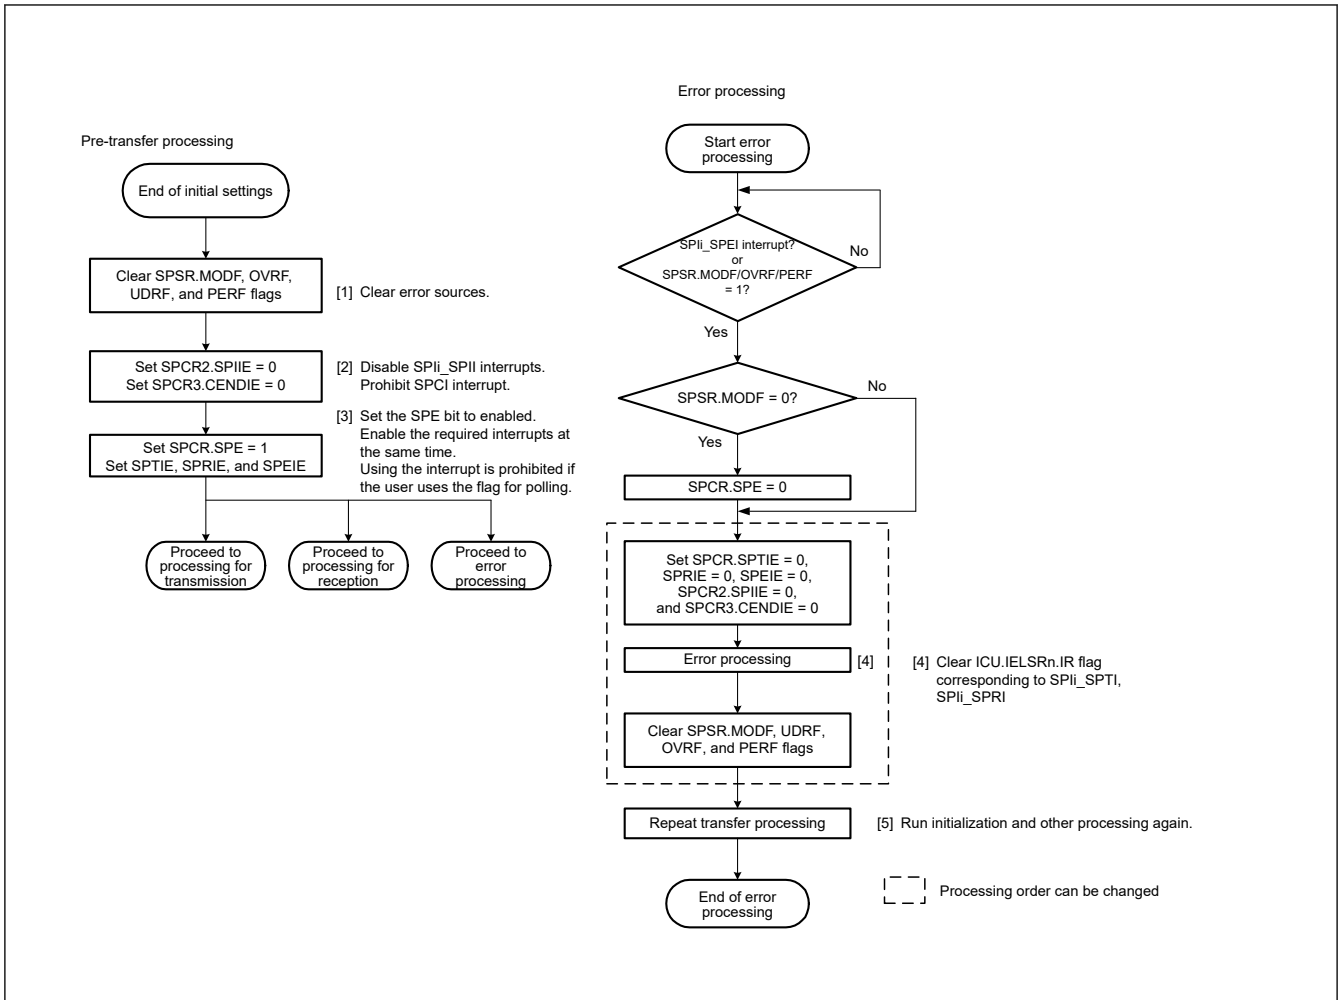 Pre-transfer processing
End of initial settings
Clear SPSR.MODF, OVRF,
UDRF, and PERF flags
[1] Clear error sources.
Set SPCR2.SPIIE = 0
Set SPCR3.CENDIE = 0
[2] Disable SPIi_SPII interrupts.
Prohibit SPCI interrupt.
Set SPCR.SPE = 1
Set SPTIE, SPRIE, and SPEIE
[3] Set the SPE bit to enabled.
Enable the required interrupts at
the same time.
Using the interrupt is prohibited if
the user uses the flag for polling.
Proceed to
processing for
transmission
Proceed to
processing for
reception
Proceed to
error
processing
Error processing
Start error
processing
SPIi_SPEI interrupt?
or
SPSR.MODF/OVRF/PERF
= 1?
No
Yes
SPSR.MODF = 0?
No
Yes
SPCR.SPE = 0
Set SPCR.SPTIE = 0,
SPRIE = 0, SPEIE = 0,
SPCR2.SPIIE = 0,
and SPCR3.CENDIE = 0
Error processing
[4]
[4] Clear ICU.IELSRn.IR flag
corresponding to SPIi_SPTI,
SPIi_SPRI
Clear SPSR.MODF, UDRF,
OVRF, and PERF flags
Repeat transfer processing
[5] Run initialization and other processing again.
End of error
processing
Processing order can be changed